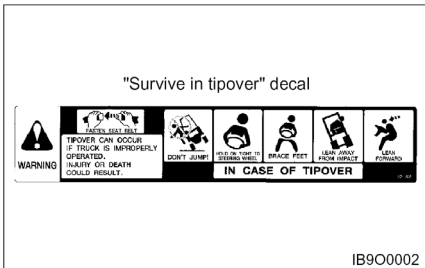 "Survive in tipover" decal
FASTEN SEAT BELT
WARNING
TIPOVER CAN OCCUR
IF TRUCK IS IMPROPERLY
OPERATED.
INJURY OR DEATH
COULD RESULT.
DON'T JUMP!
HOLD ON TIGHT TO
STEERING WHEEL
BRACE FEET
LEAN AWAY
FROM IMPACT
LEAN
FORWARD
IN CASE OF TIPOVER
IB9O0002